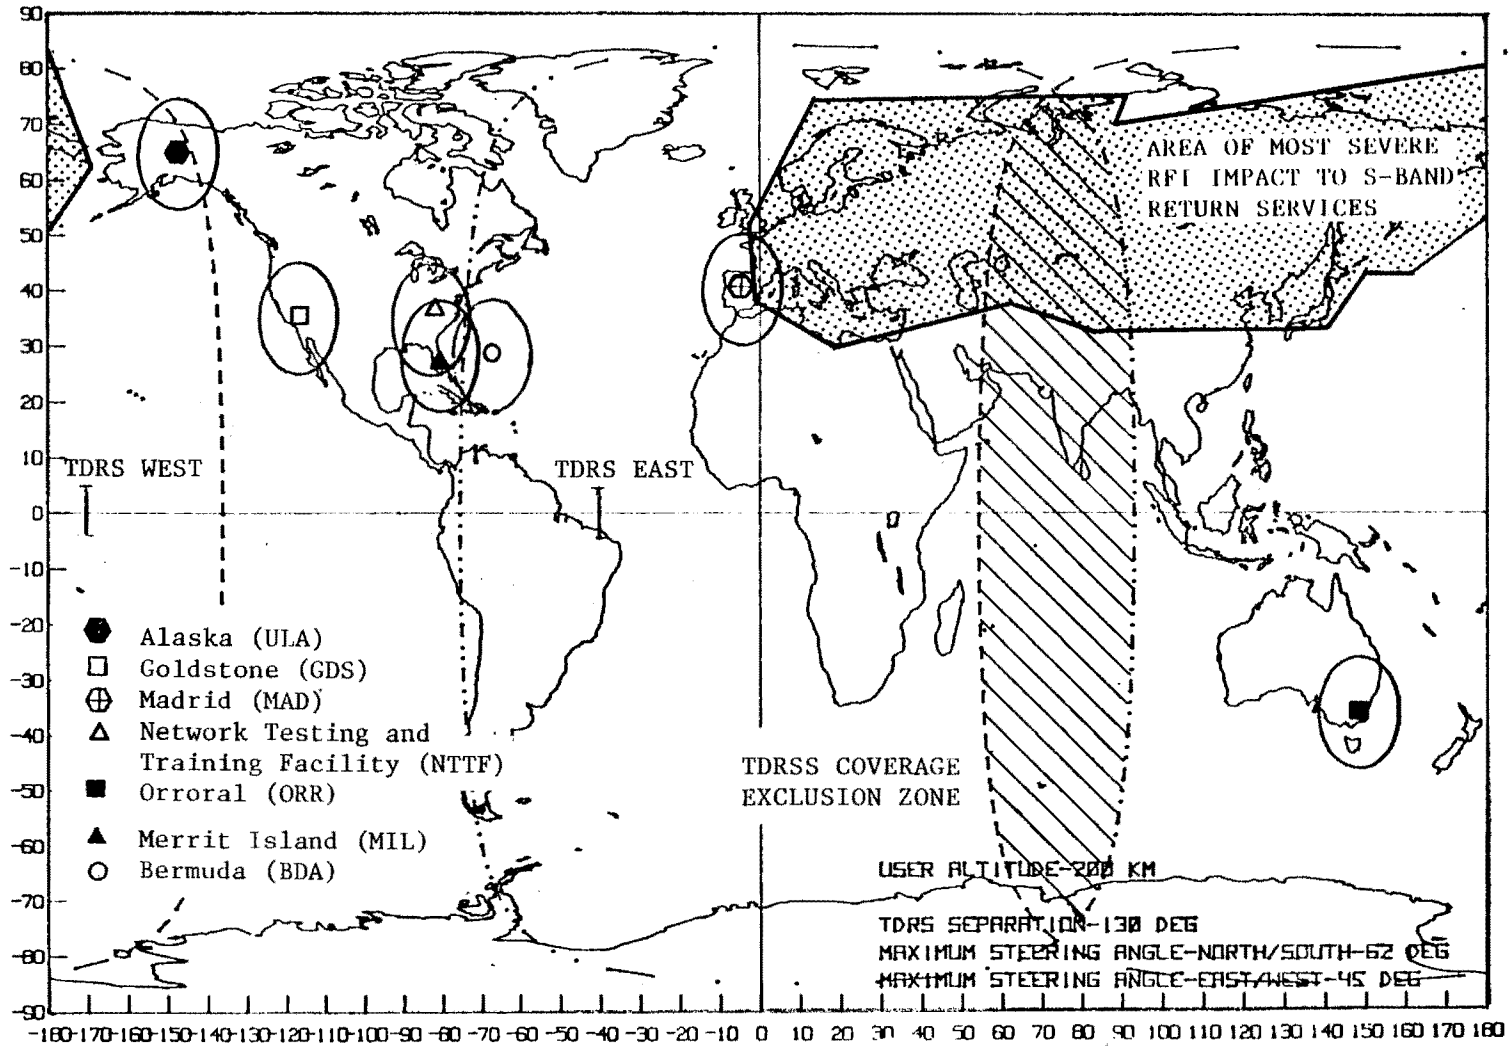 90
80
70
60
50
40
30
20
10
0
-10
-20
-30
-40
-50
-60
-70
-80
-90
AREA OF MOST SEVERE
RFI IMPACT TO S-BAND
RETURN SERVICES
TDRS WEST
TDRS EAST
Alaska (ULA)
Goldstone (GDS)
Madrid (MAD)
Network Testing and
Training Facility (NTTF)
Orroral (ORR)
Merrit Island (MIL)
Bermuda (BDA)
TDRSS COVERAGE
EXCLUSION ZONE
USER ALTITUDE-200 KM
TDRS SEPARATION-130 DEG
MAXIMUM STEERING ANGLE-NORTH/SOUTH-62 DEG
MAXIMUM STEERING ANGLE-EAST/WEST-45 DEG
-180 -170 -160 -150 -140 -130 -120 -110 -100 -90 -80 -70 -60 -50 -40 -30 -20 -10 0 10 20 30 40 50 60 70 80 90 100 110 120 130 140 150 160 170 180